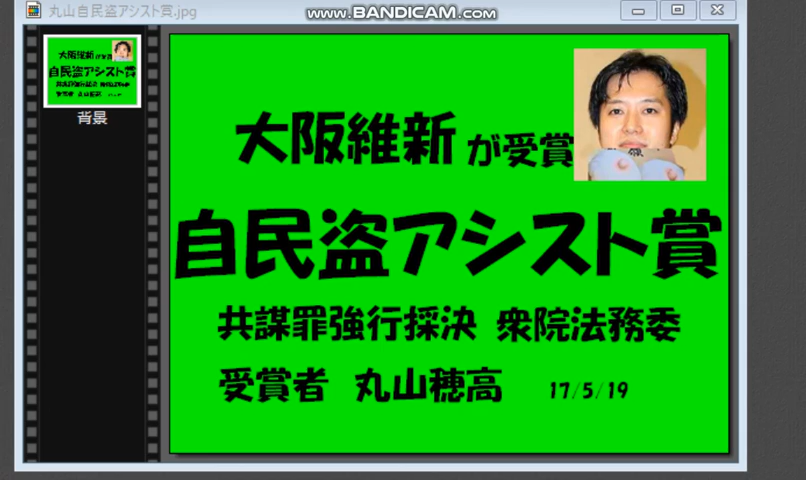 丸山自民盗アシスト賞.jpg
www.BANDICAM.com
背景
大阪維新が受賞
自民盗アシスト賞
共謀罪強行採決 衆院法務委
受賞者 丸山穂高 17/5/19